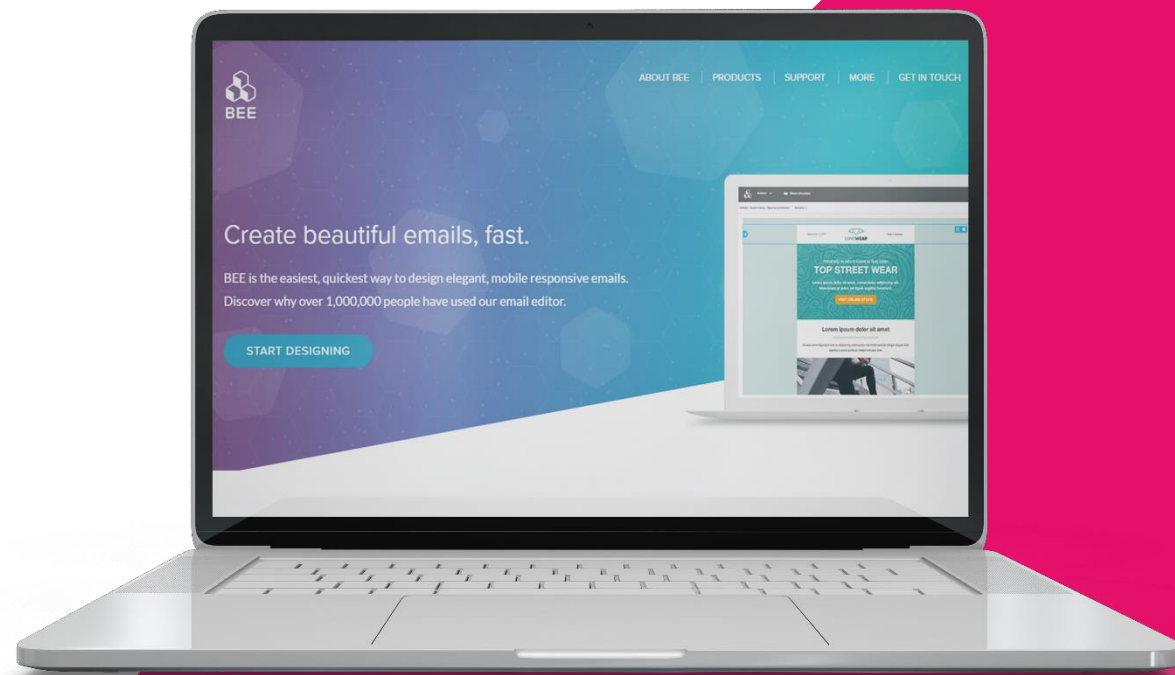 BEE
ABOUT BEE
PRODUCTS
SUPPORT
MORE
GET IN TOUCH
Create beautiful emails, fast.
BEE is the easiest, quickest way to design elegant, mobile responsive emails.
Discover why over 1,000,000 people have used our email editor.
START DESIGNING
TOP STREET WEAR
Lorem ipsum dolor sit amet